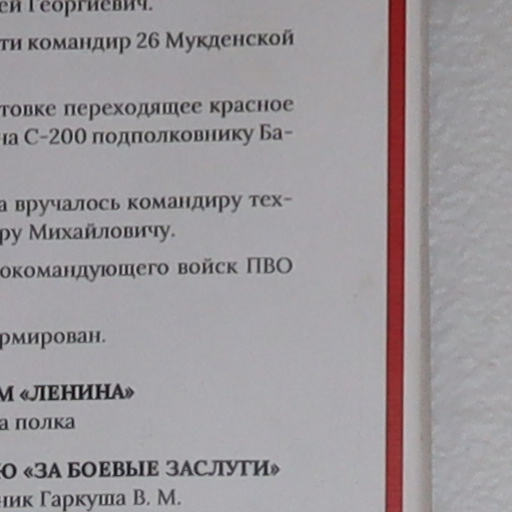 ей Георгиевич.
ти командир 26 Мукденской
товке переходящее красное
на С-200 подполковнику Ба-
а вручалось командиру тех-
ру Михайловичу.
окомандующего войск ПВО
рмирован.
М «ЛЕНИНА»
а полка
Ю «ЗА БОЕВЫЕ ЗАСЛУГИ»
ник Гаркуша В. М.